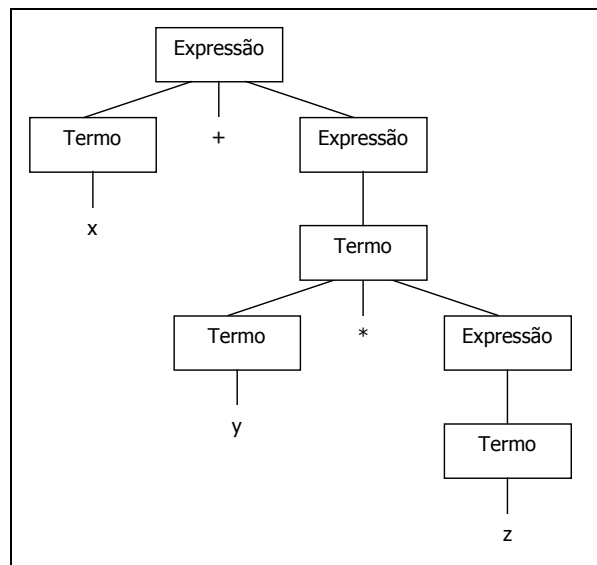 Expressão
Termo + Expressão
x
Termo
Termo * Expressão
y
Termo
z